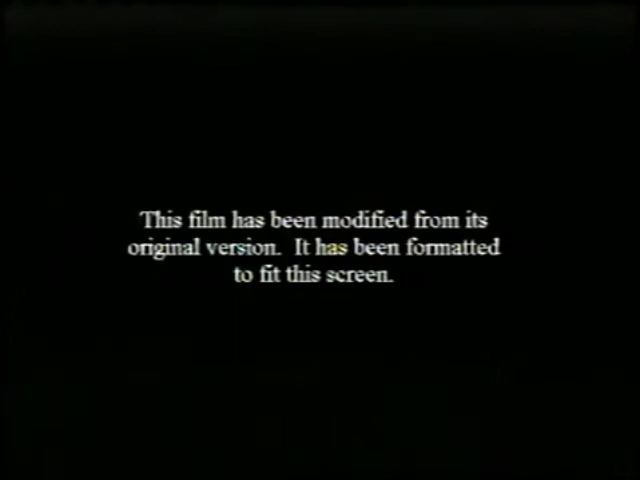 This film has been modified from its
original version.  It has been formatted
to fit this screen.